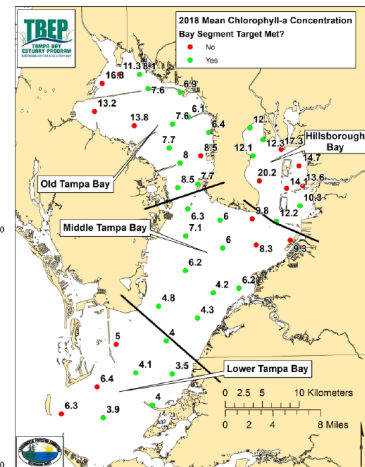 TBEP
TAMPA BAY
ESTUARY PROGRAM
2018 Mean Chlorophyll-a Concentration
Bay Segment Target Met?
No
Yes
11.3 8.1
16.8
7.6 6.9
13.2
13.8
6.1
7.6
6.4
12
12.3 17.3
Hillsborough
Bay
7.7
8.5
12.1
14.7
8
20.2
14.1 13.6
Old Tampa Bay
8.5 7.7
10.3
6.3
6
9.8
12.2
Middle Tampa Bay
7.1
6
8.3
9.3
6.2
4.2
6.2
4.8
4.3
5
4
4.1
3.5
Lower Tampa Bay
6.4
6.3
3.9
4
0 2.5 5 10 Kilometers
0 2 4 8 Miles